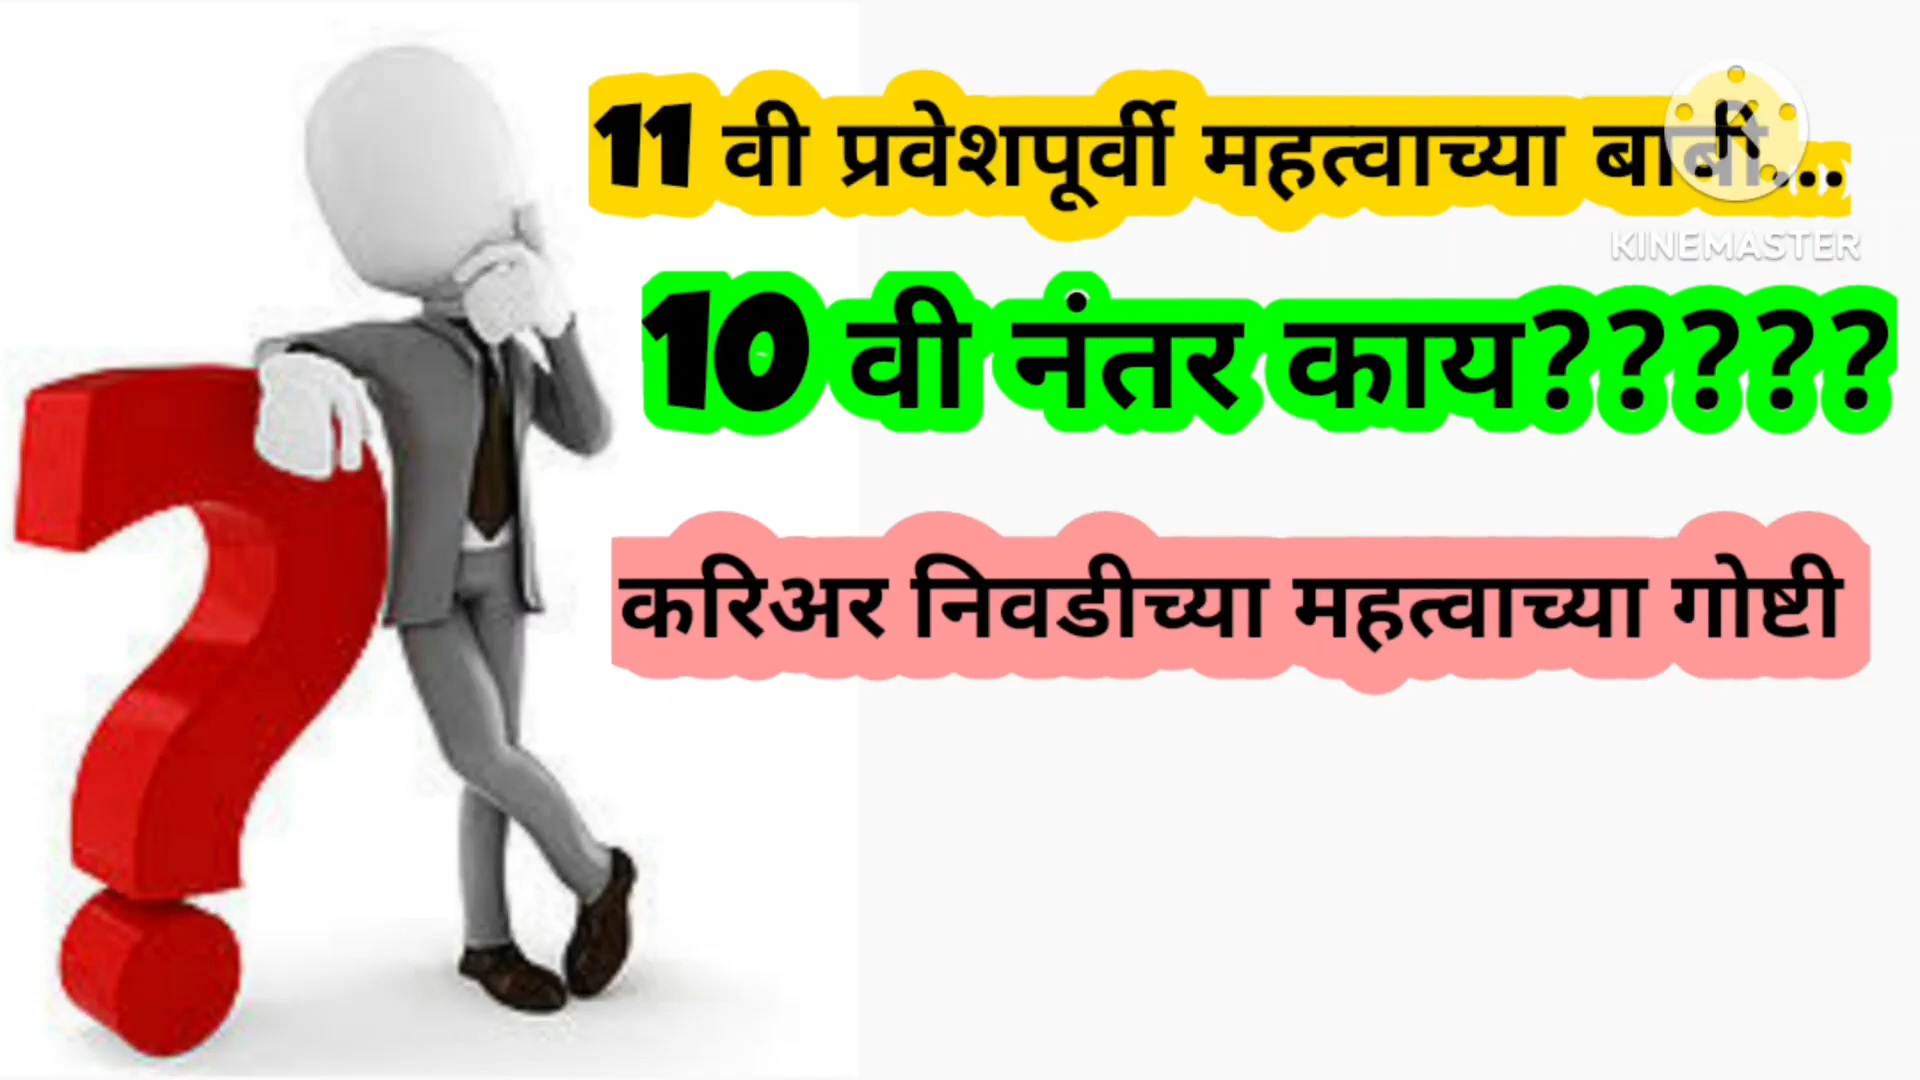 11 वी प्रवेशपूर्वी महत्वाच्या बाबी...
KINEMASTER
10 वी नंतर काय?????
करिअर निवडीच्या महत्वाच्या गोष्टी